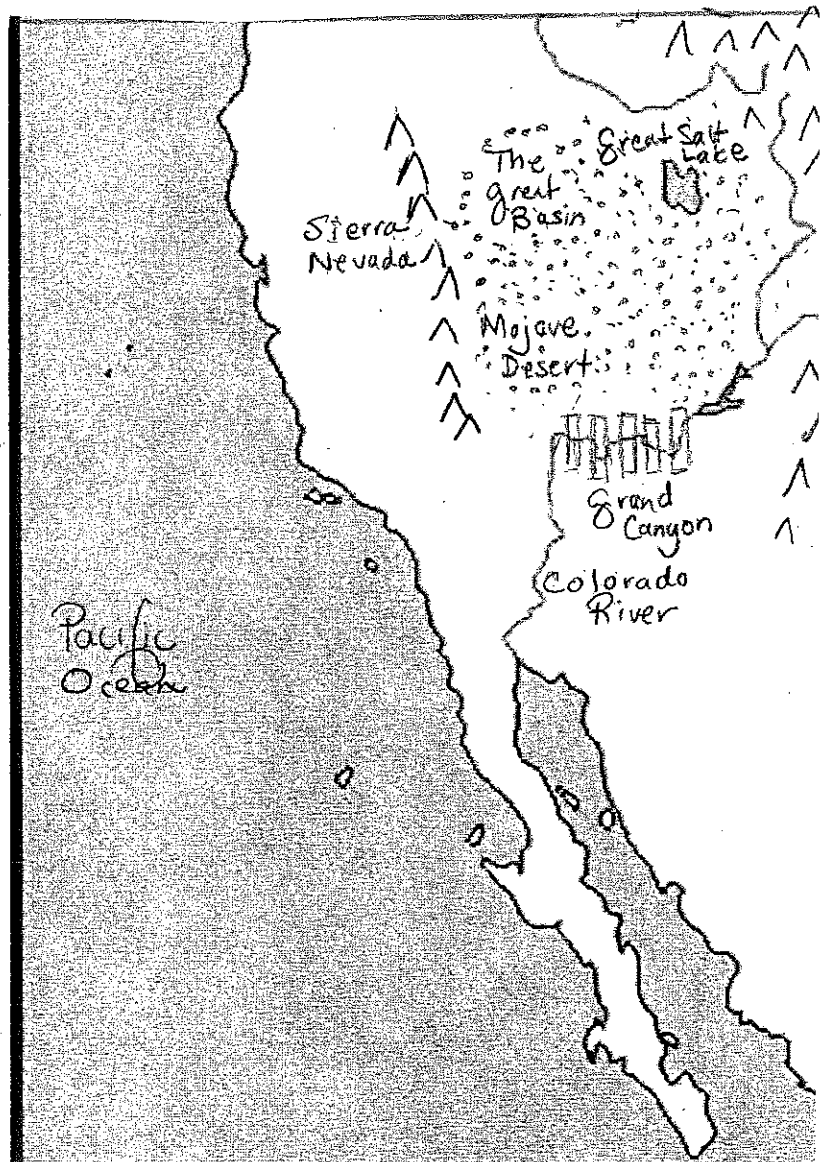 Great Salt
Lake
The
Great
Basin
Sierra
Nevada
Mojave
Desert
Grand
Canyon
Colorado
River
Pacific
Ocean